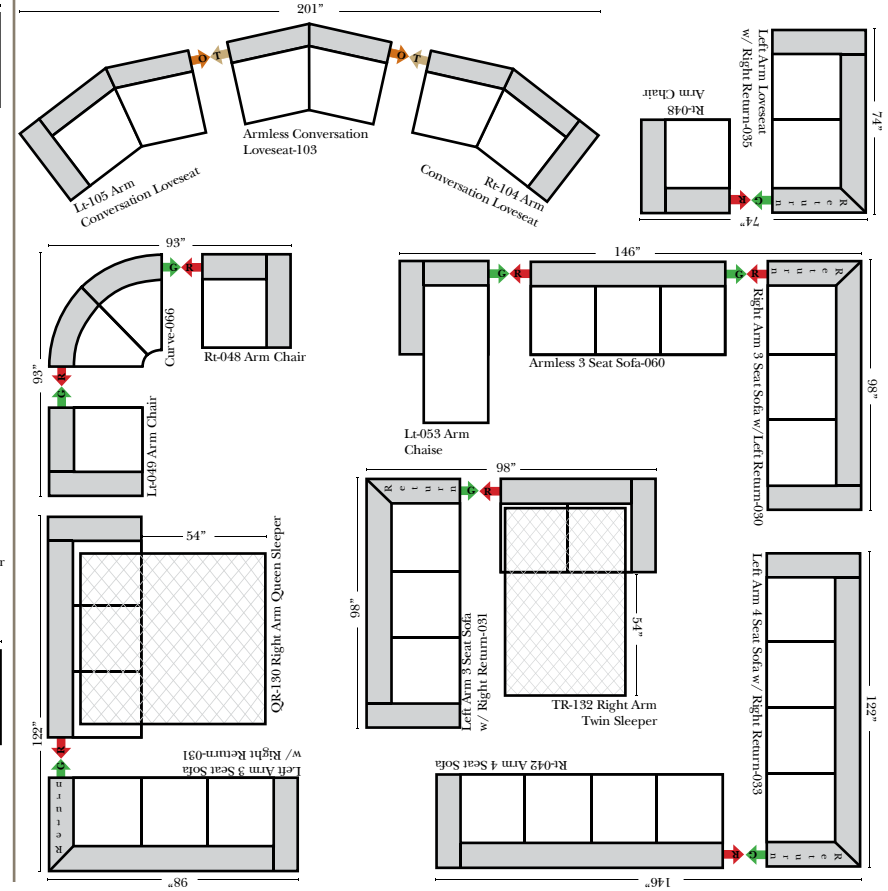 201”
O T
O T
Lt-105 Arm
Conversation Loveseat
Armless Conversation
Loveseat-103
Rt-104 Arm
Conversation Loveseat
Rt-048
Arm Chair
Left Arm Loveseat
w/ Right Return-035
74”
R G
Return
74”
93”
G R
Curve-066
Rt-048 Arm Chair
93”
R
G
Lt-049 Arm Chair
146”
G R
G R
Return
Armless 3 Seat Sofa-060
Right Arm 3 Seat Sofa w/Left Return-030
98”
Lt-053 Arm
Chaise
98”
Return
G R
98”
Left Arm 3 Seat Sofa
w/ Right Return-031
54”
TR-132 Right Arm
Twin Sleeper
54”
QR-130 Right Arm Queen Sleeper
122”
R
G
Left Arm 3 Seat Sofa
w/ Right Return-031
Return
98”
Rt-042 Arm 4 Seat Sofa
Left Arm 4 Seat Sofa w/ Right Return-033
122”
R G
Return
146”
r